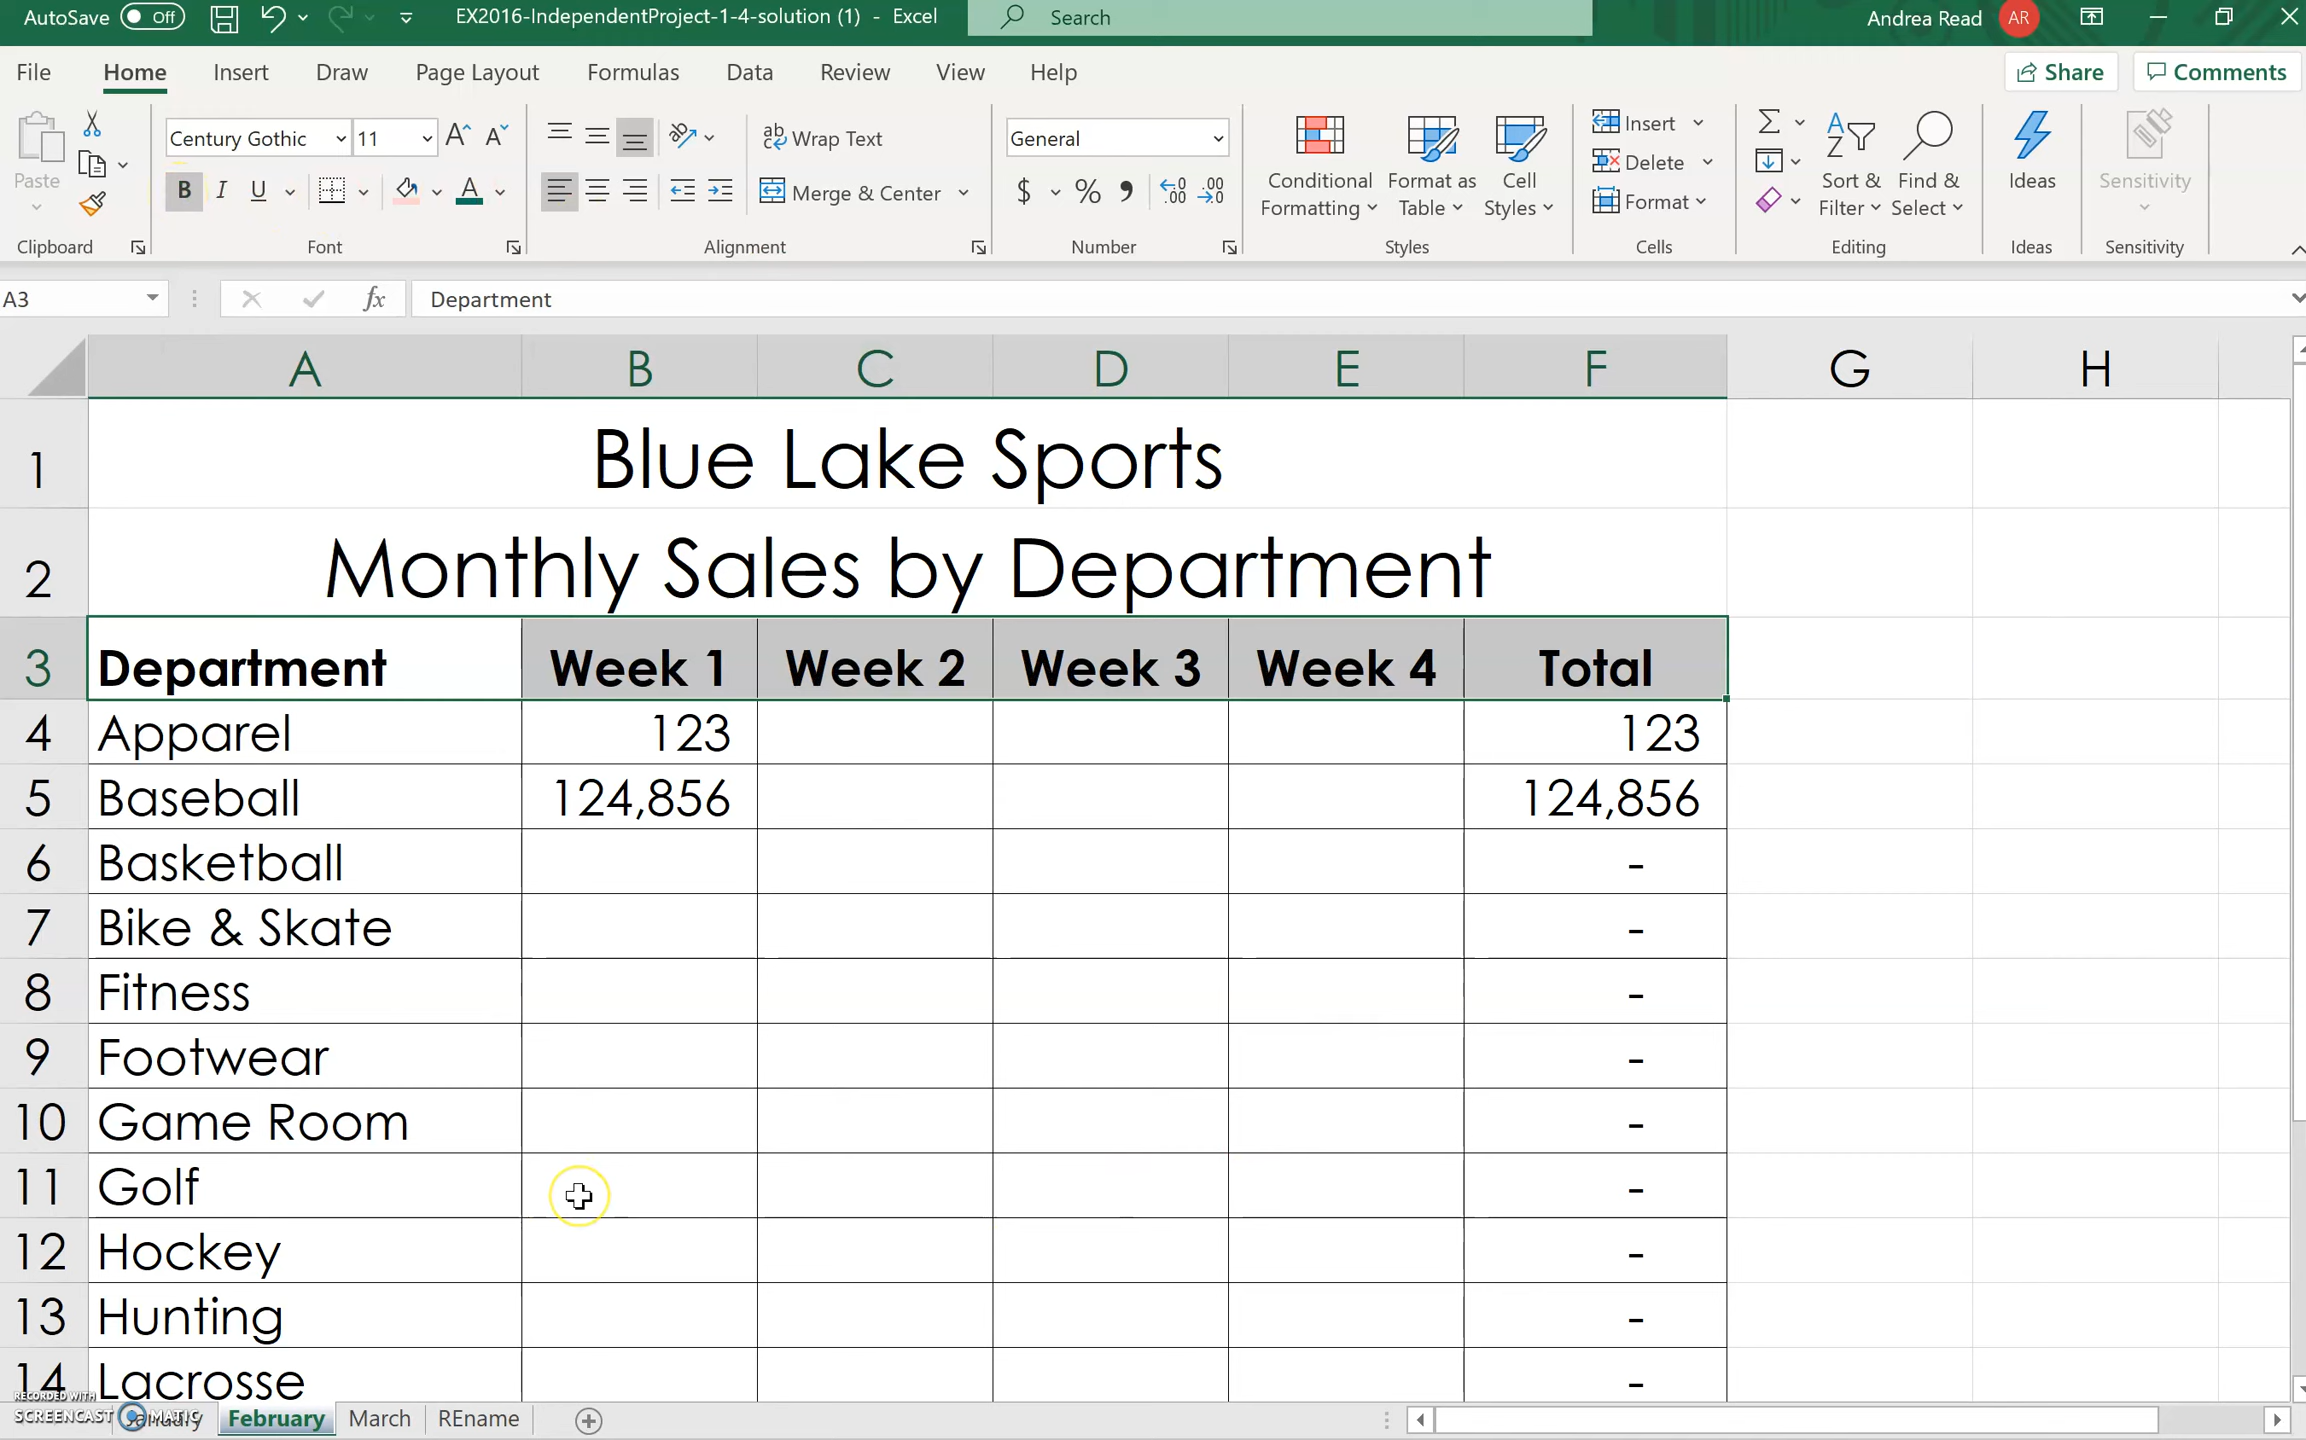 AutoSave Off EX2016-IndependentProject-1-4-solution (1) - Excel Search Andrea Read AR
File Home Insert Draw Page Layout Formulas Data Review View Help Share Comments
Paste
Century Gothic 11 A A
B I U A
ab Wrap Text
Merge & Center
General
$ % , .00 .00
Conditional Formatting
Format as Table
Cell Styles
Insert
Delete
Format
Sort & Filter
Find & Select
Ideas
Sensitivity
Clipboard Font Alignment Number Styles Cells Editing Ideas Sensitivity
A3 fx Department
A B C D E F G H
1 Blue Lake Sports
2 Monthly Sales by Department
3 Department Week 1 Week 2 Week 3 Week 4 Total
4 Apparel 123 123
5 Baseball 124,856 124,856
6 Basketball -
7 Bike & Skate -
8 Fitness -
9 Footwear -
10 Game Room -
11 Golf -
12 Hockey -
13 Hunting -
14 Lacrosse -
RECORDED WITH
SCREENCAST MATIC
February March REname